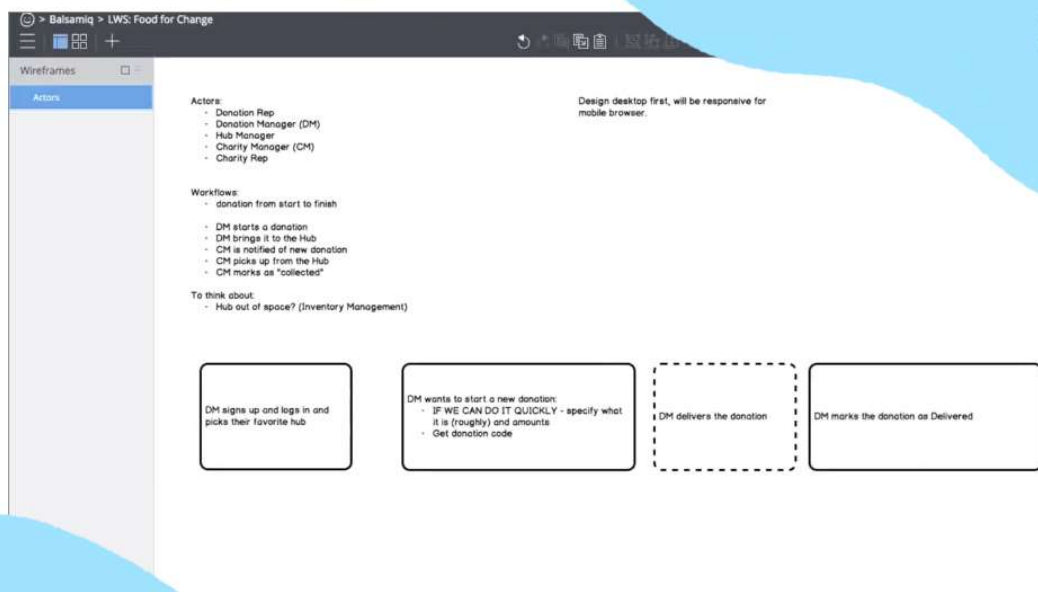 > Balsamiq > LWS: Food for Change
Wireframes
Actors
Actors:
- Donation Rep
- Donation Manager (DM)
- Hub Manager
- Charity Manager (CM)
- Charity Rep
Design desktop first, will be responsive for
mobile browser.
Workflows:
- donation from start to finish
- DM starts a donation
- DM brings it to the Hub
- CM is notified of new donation
- CM picks up from the Hub
- CM marks as "collected"
To think about:
- Hub out of space? (Inventory Management)
DM signs up and logs in and
picks their favorite hub
DM wants to start a new donation:
- IF WE CAN DO IT QUICKLY - specify what
it is (roughly) and amounts
- Get donation code
DM delivers the donation
DM marks the donation as Delivered